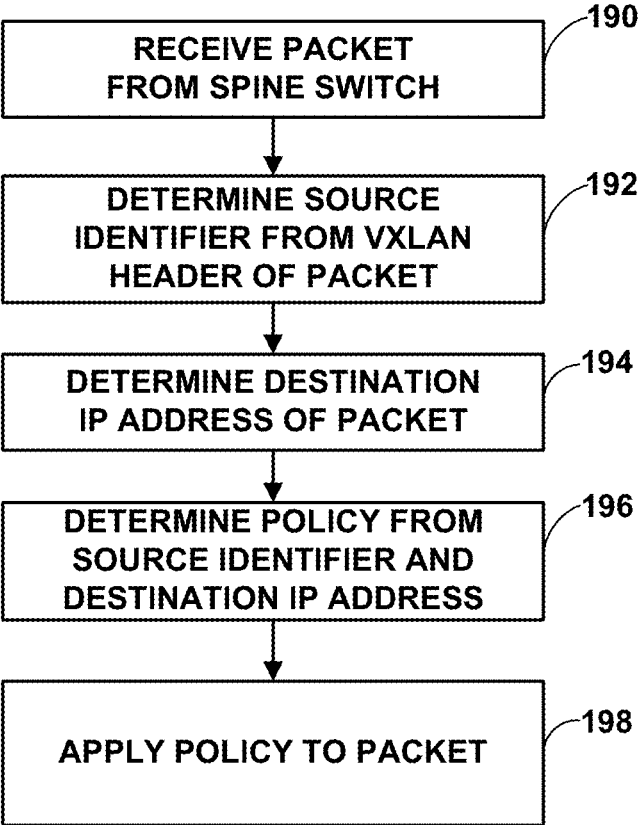 190
RECEIVE PACKET
FROM SPINE SWITCH
192
DETERMINE SOURCE
IDENTIFIER FROM VXLAN
HEADER OF PACKET
194
DETERMINE DESTINATION
IP ADDRESS OF PACKET
196
DETERMINE POLICY FROM
SOURCE IDENTIFIER AND
DESTINATION IP ADDRESS
198
APPLY POLICY TO PACKET